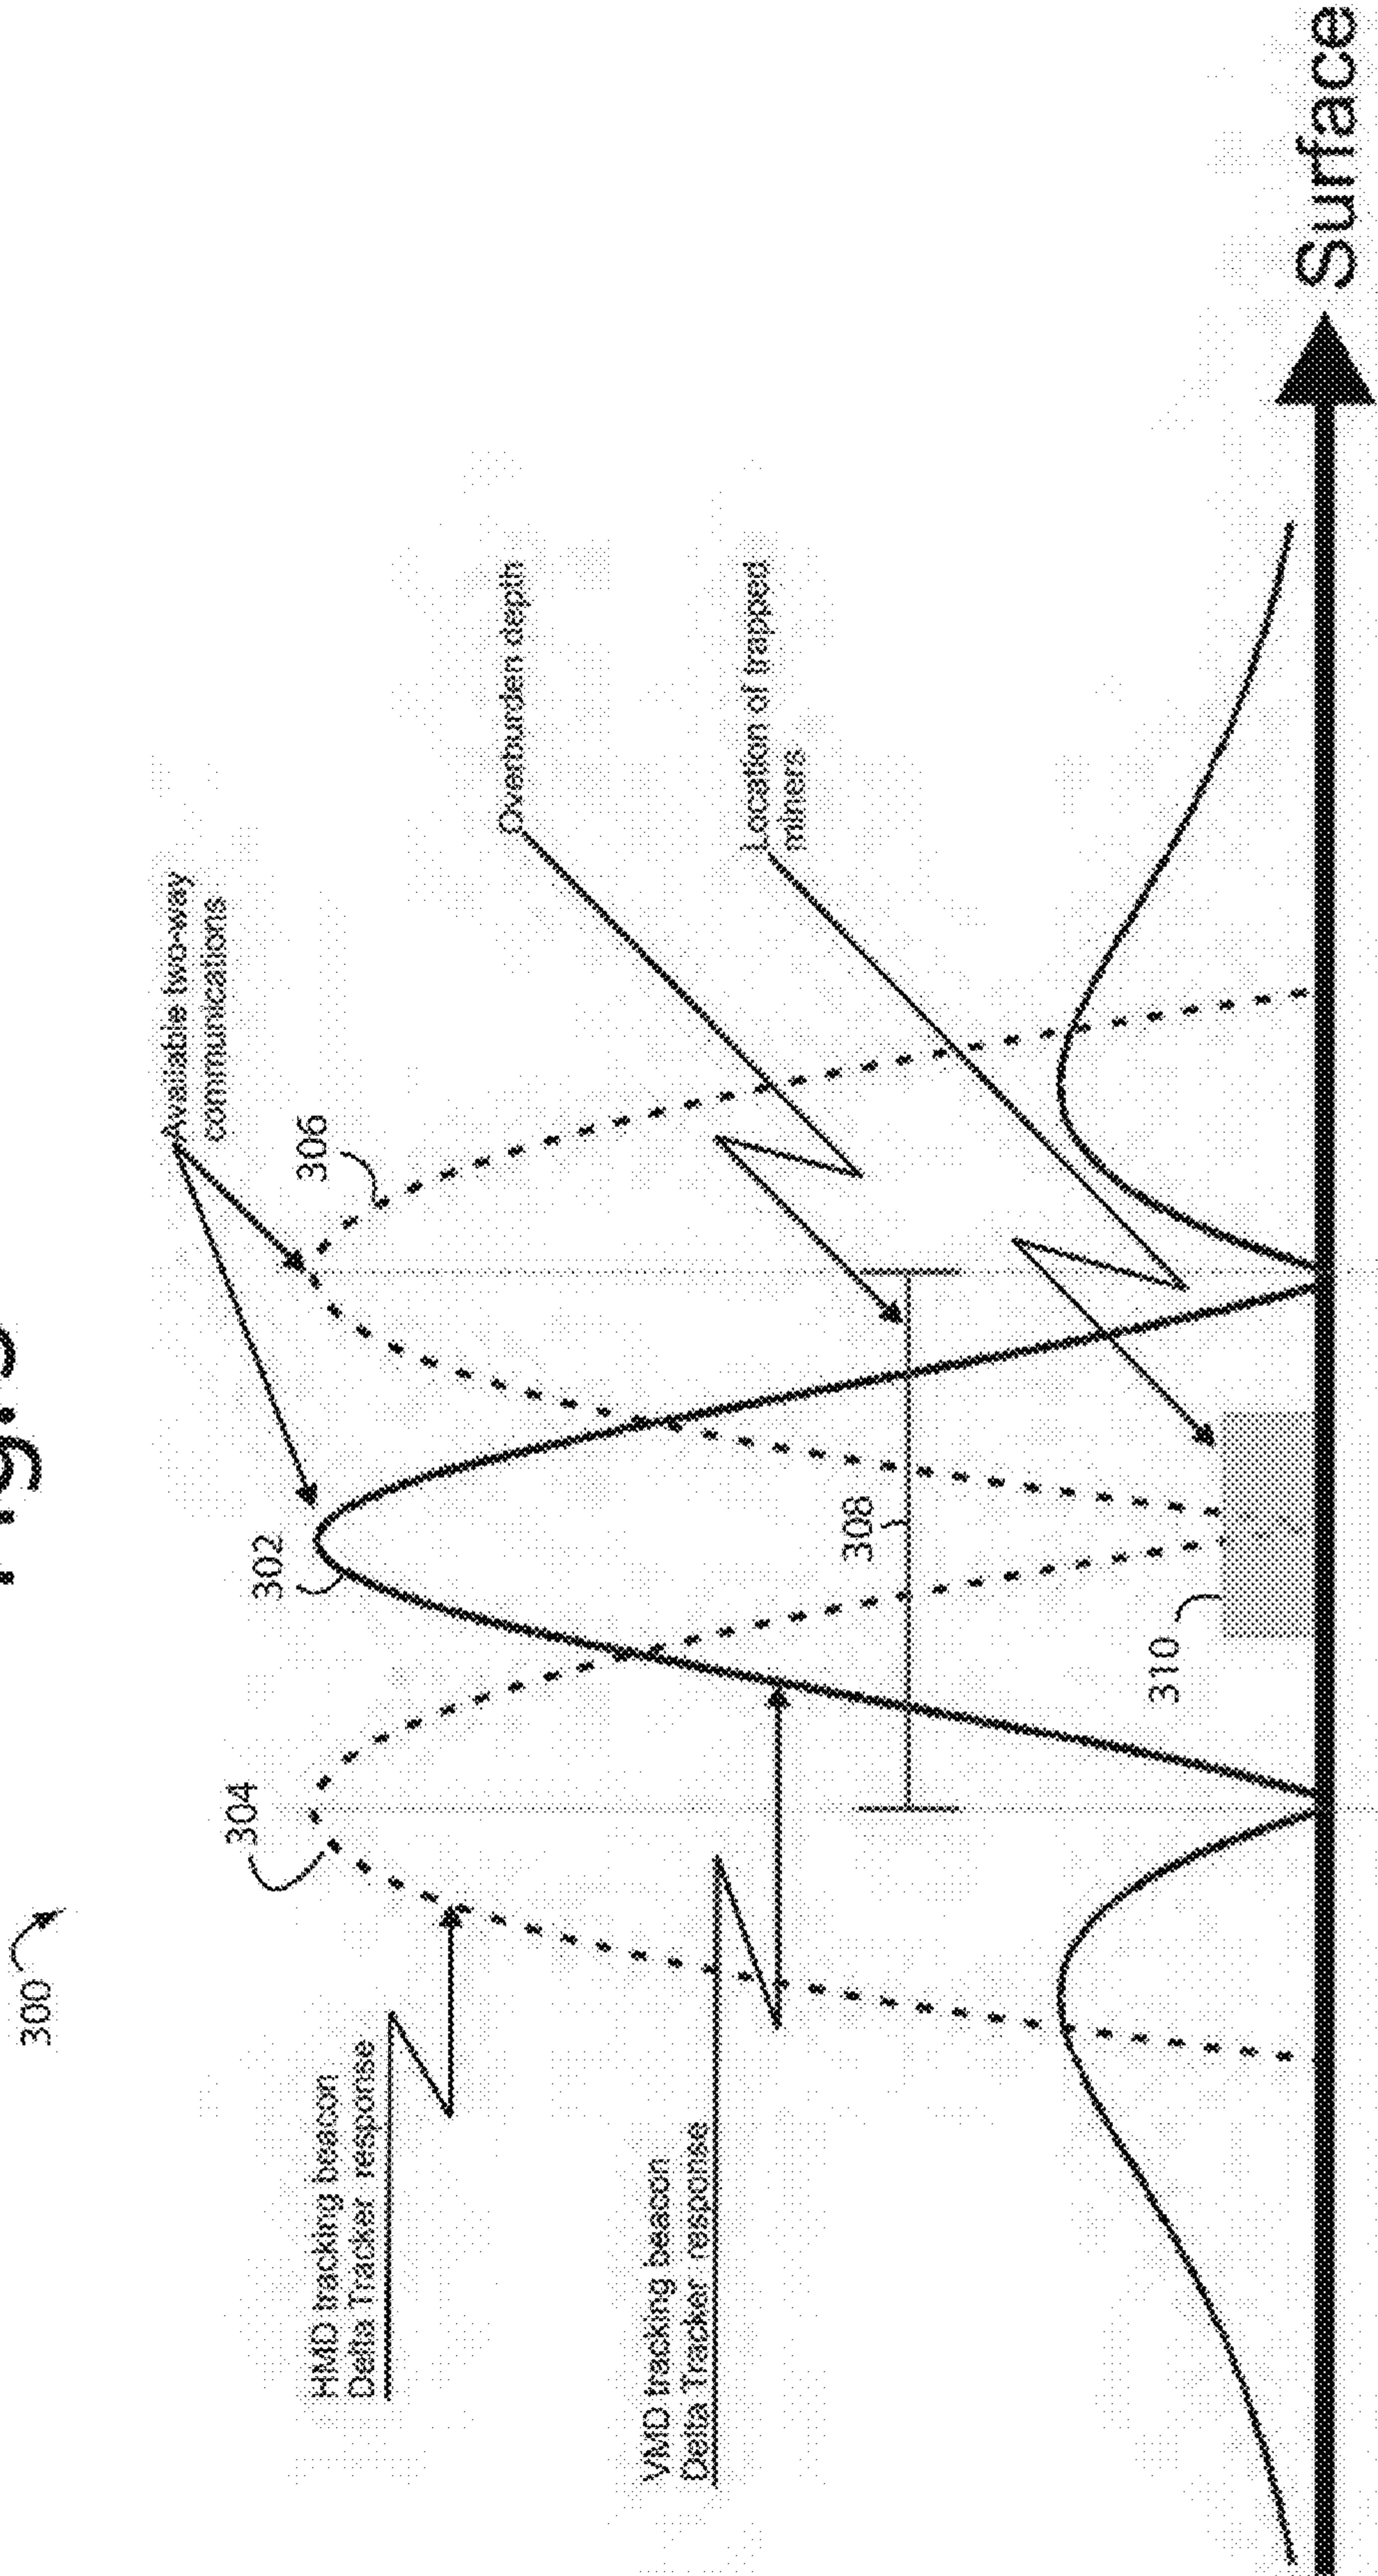 300
HMD tracking beacon
Delta Tracker response
VMD tracking beacon
Delta Tracker response
304
302
306
Available two-way
communications
308
310
Overburden depth
Location of trapped
miners
Surface